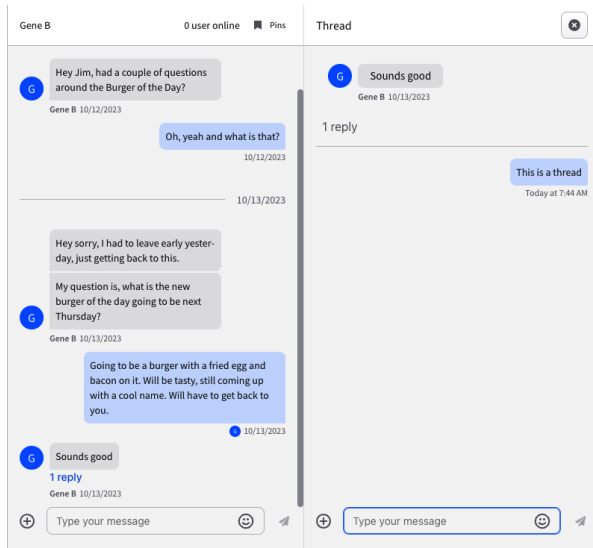 Gene B
0 user online
Pins
Hey Jim, had a couple of questions
around the Burger of the Day?
G
Gene B 10/12/2023
Oh, yeah and what is that?
10/12/2023
10/13/2023
Hey sorry, I had to leave early yester-
day, just getting back to this.
My question is, what is the new
burger of the day going to be next
Thursday?
G
Gene B 10/13/2023
Going to be a burger with a fried egg and
bacon on it. Will be tasty, still coming up
with a cool name. Will have to get back to
you.
G 10/13/2023
G
Sounds good
1 reply
Gene B 10/13/2023
Type your message
Thread
G
Sounds good
Gene B 10/13/2023
1 reply
This is a thread
Today at 7:44 AM
Type your message